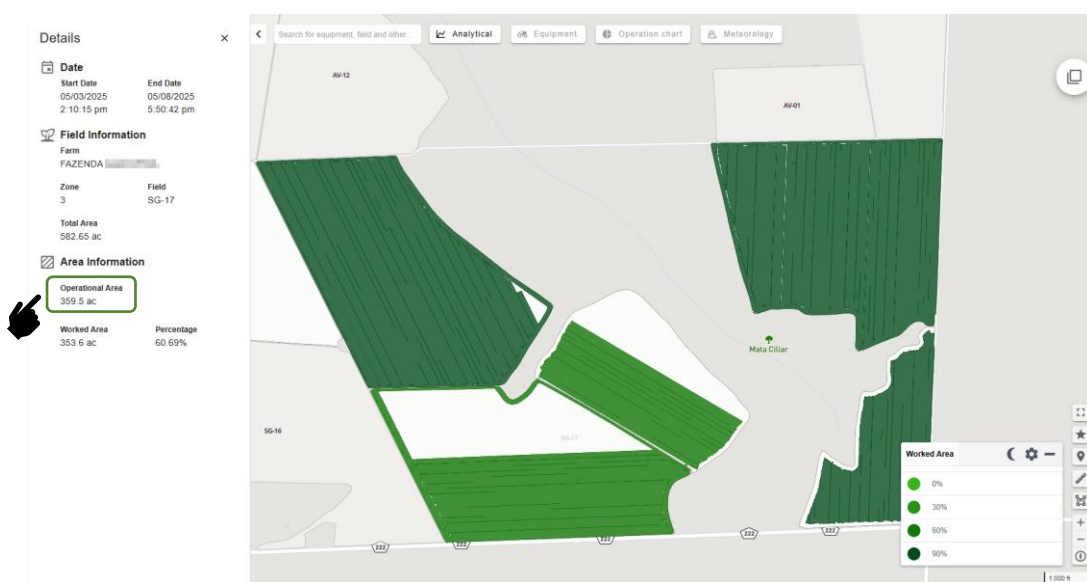 Details
×
Date
Start Date End Date
05/03/2025 05/08/2025
2:10:15 pm 5:50:42 pm
Field Information
Farm
FAZENDA
Zone Field
3 SG-17
Total Area
582.65 ac
Area Information
Operational Area
359.5 ac
Worked Area Percentage
353.6 ac 60.69%
Search for equipment, field and other...
Analytical
Equipment
Operation chart
Meteorology
AV-12
AV-01
Mata Ciliar
SG-16
SG-17
222
222
222
222
222
Worked Area
0%
30%
60%
90%
1.000 ft